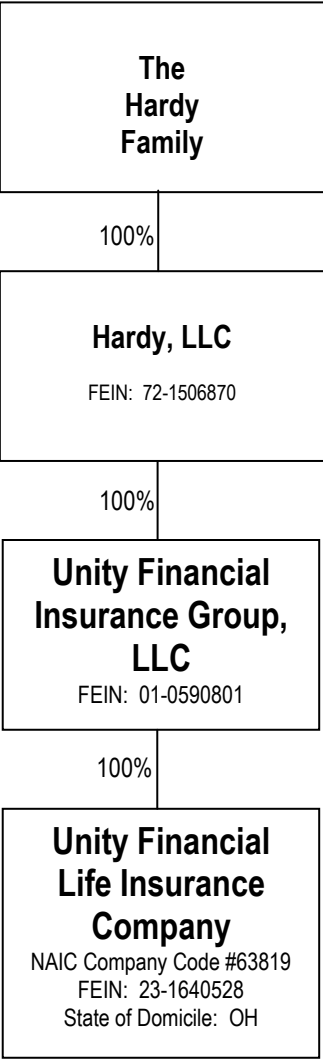 The
Hardy
Family
100%
Hardy, LLC
FEIN: 72-1506870
100%
Unity Financial
Insurance Group,
LLC
FEIN: 01-0590801
100%
Unity Financial
Life Insurance
Company
NAIC Company Code #63819
FEIN: 23-1640528
State of Domicile: OH